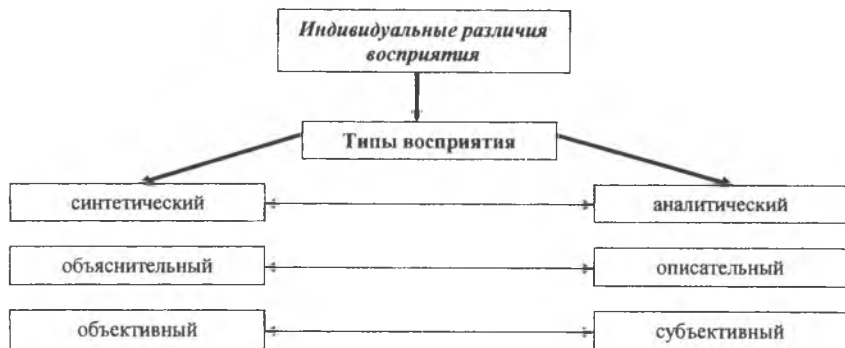 Индивидуальные различия
восприятия
Типы восприятия
синтетический
аналитический
объяснительный
описательный
объективный
субъективный